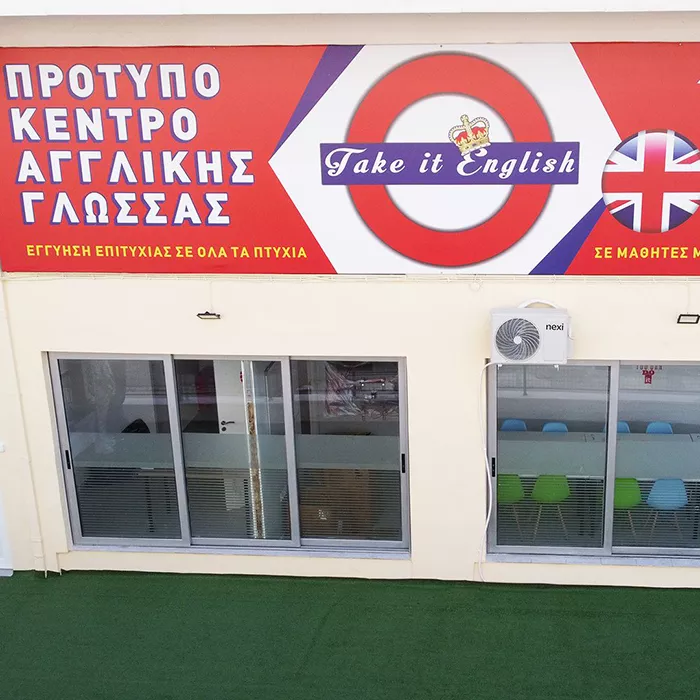 ΠΡΟΤΥΠΟ
ΚΕΝΤΡΟ
ΑΓΓΛΙΚΗΣ
ΓΛΩΣΣΑΣ
ΕΓΓΥΗΣΗ ΕΠΙΤΥΧΙΑΣ ΣΕ ΟΛΑ ΤΑ ΠΤΥΧΙΑ
Take it English
ΣΕ ΜΑΘΗΤΕΣ
nexi